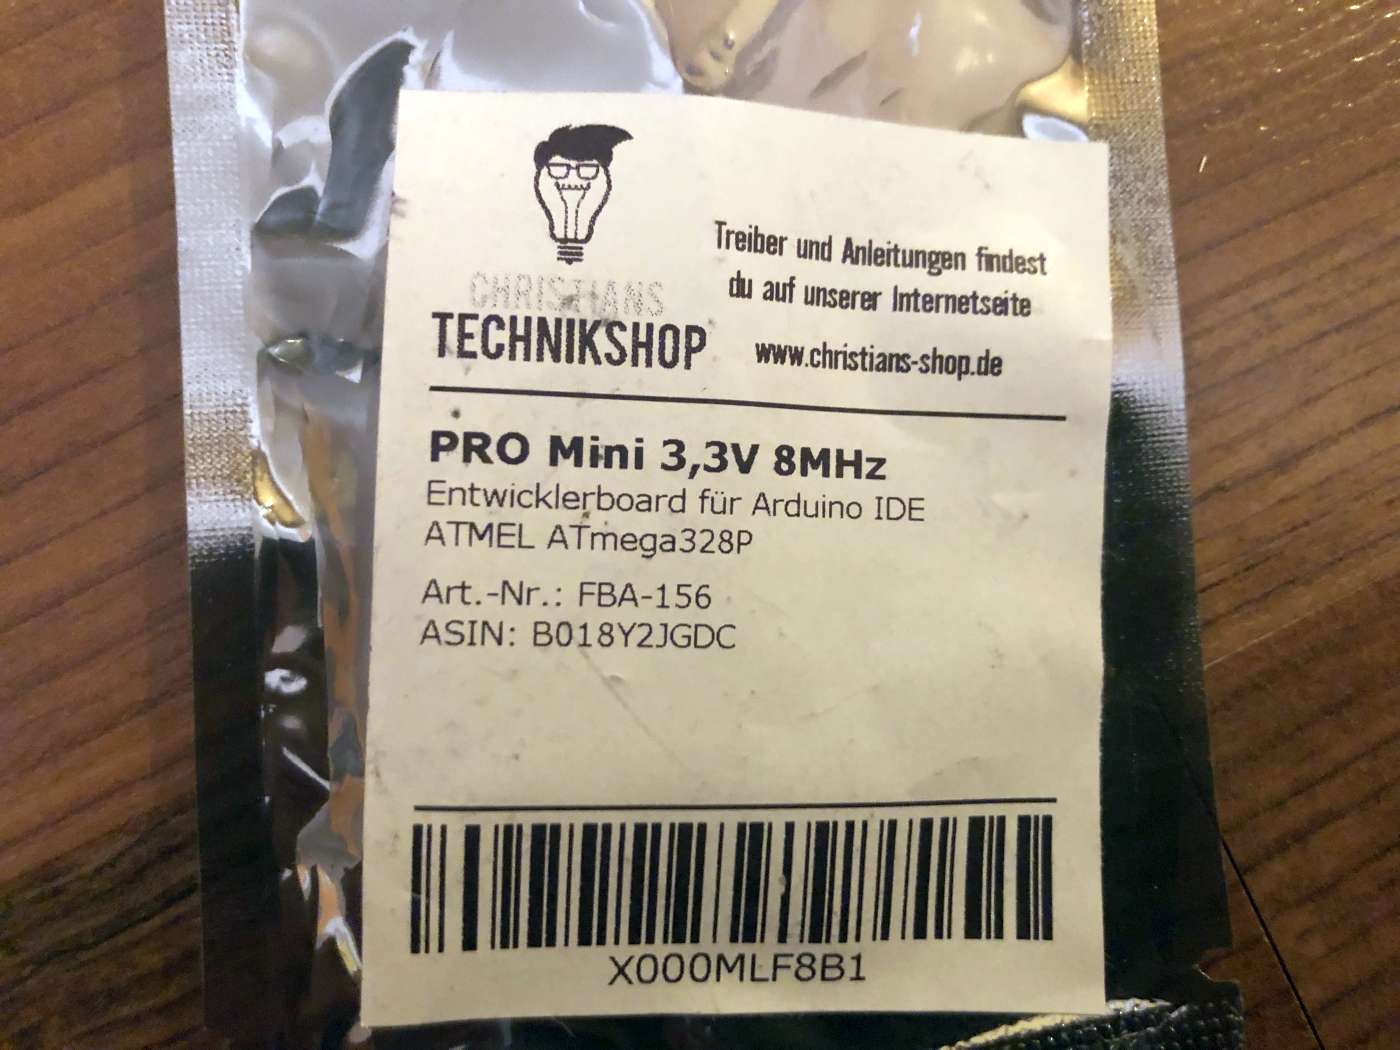 CHRISTIANS
TECHNIKSHOP
Treiber und Anleitungen findest
du auf unserer Internetseite
www.christians-shop.de
PRO Mini 3,3V 8MHz
Entwicklerboard für Arduino IDE
ATMEL ATmega328P
Art.-Nr.: FBA-156
ASIN: B018Y2JGDC
X000MLF8B1